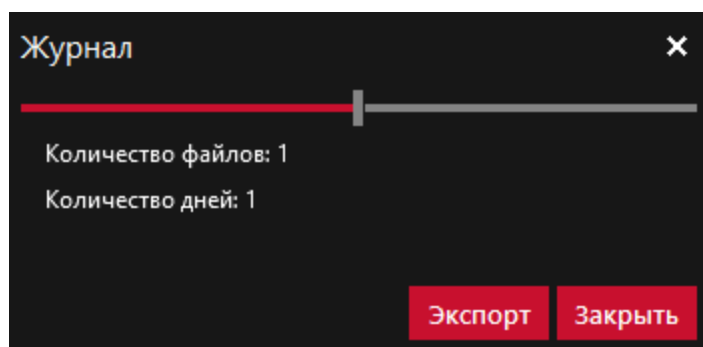 Журнал
Количество файлов: 1
Количество дней: 1
Экспорт Закрыть